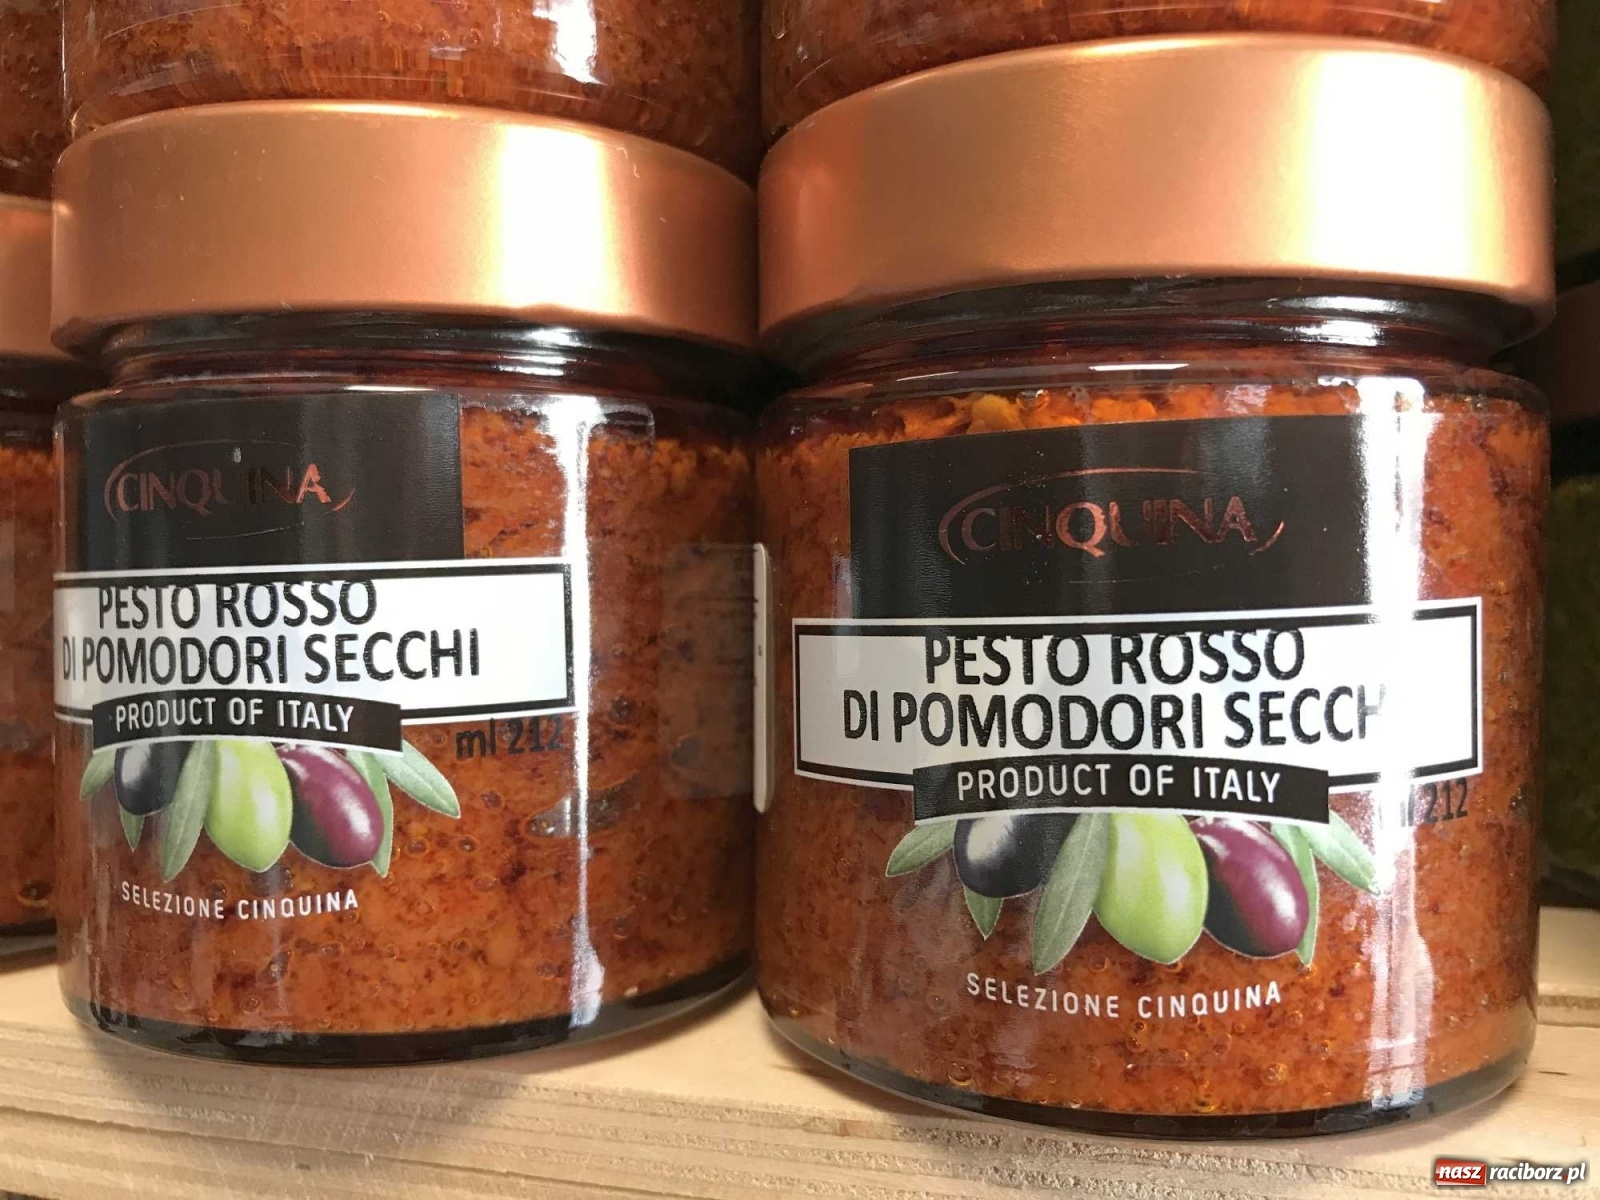 CINQUINA
PESTO ROSSO
DI POMODORI SECCHI
PRODUCT OF ITALY
ml 212
SELEZIONE CINQUINA
CINQUINA
PESTO ROSSO
DI POMODORI SECCH
PRODUCT OF ITALY
212
SELEZIONE CINQUINA
nasz raciborz.pl